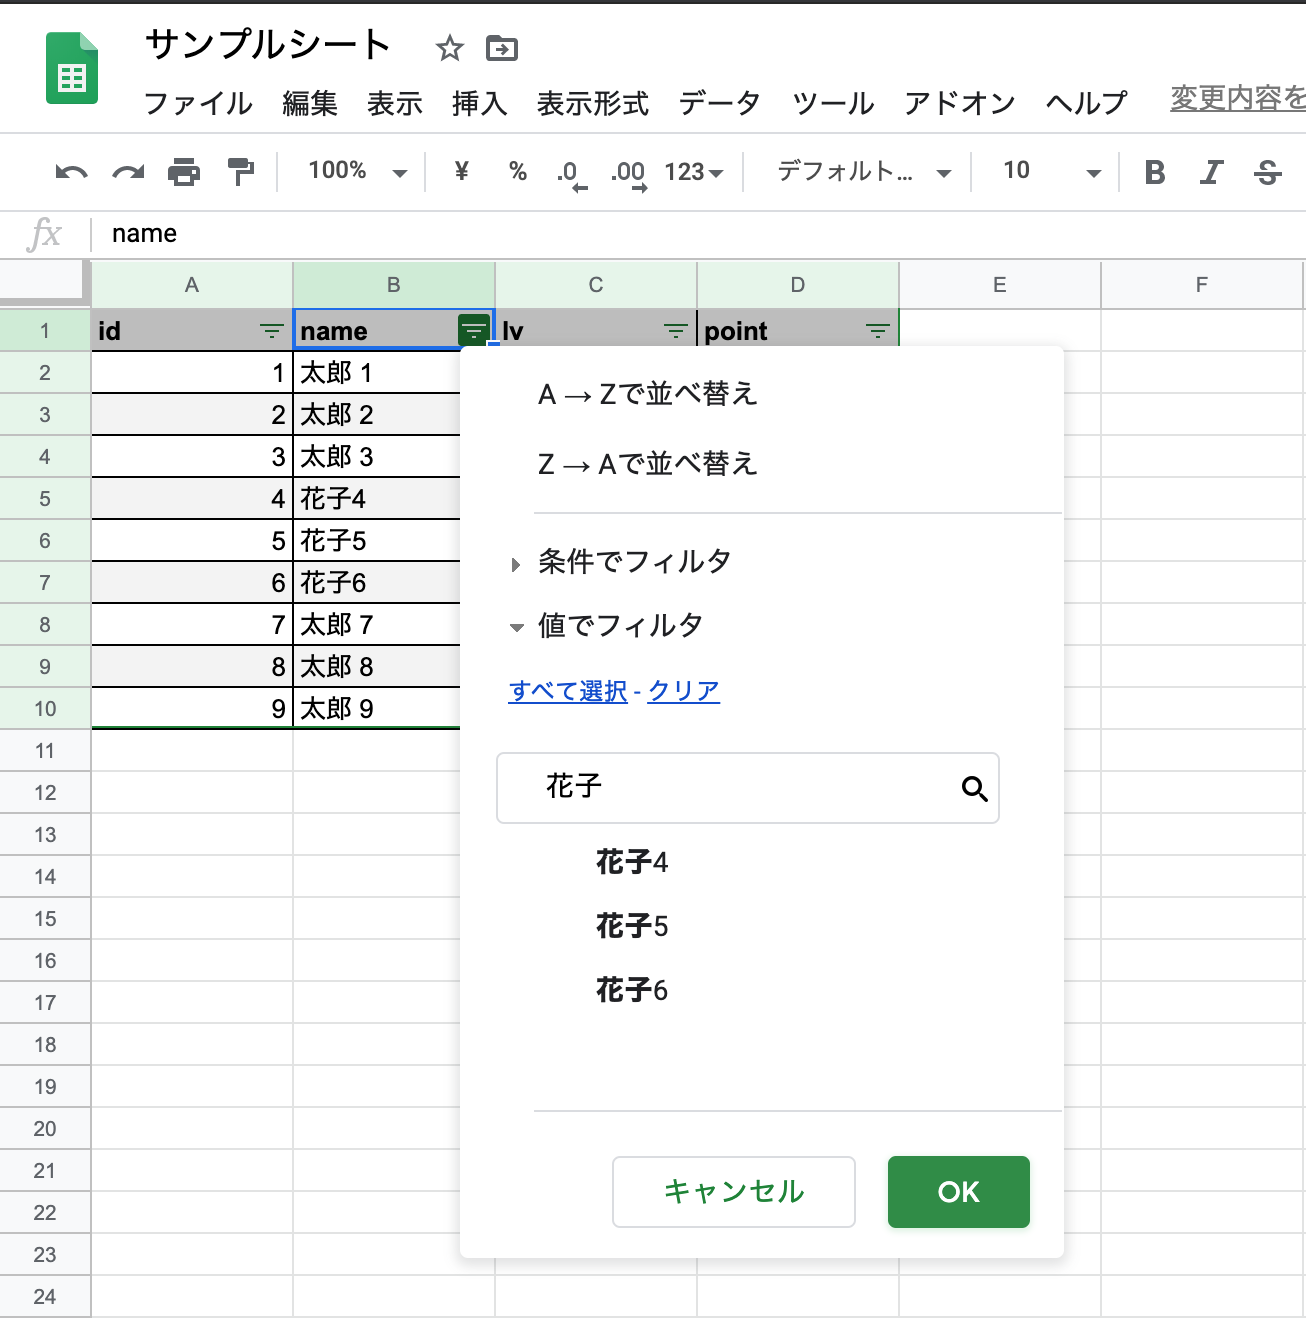 サンプルシート
ファイル 編集 表示 挿入 表示形式 データ ツール アドオン ヘルプ 変更内容を
100% ¥ % .0 .00 123 デフォルト... 10 B I S
fx name
A B C D E F
1 id name lv point
2 1 太郎 1
3 2 太郎 2
4 3 太郎 3
5 4 花子4
6 5 花子5
7 6 花子6
8 7 太郎 7
9 8 太郎 8
10 9 太郎 9
11
12
13
14
15
16
17
18
19
20
21
22
23
24
A → Zで並べ替え
Z → Aで並べ替え
条件でフィルタ
値でフィルタ
すべて選択 - クリア
花子
花子4
花子5
花子6
キャンセル OK